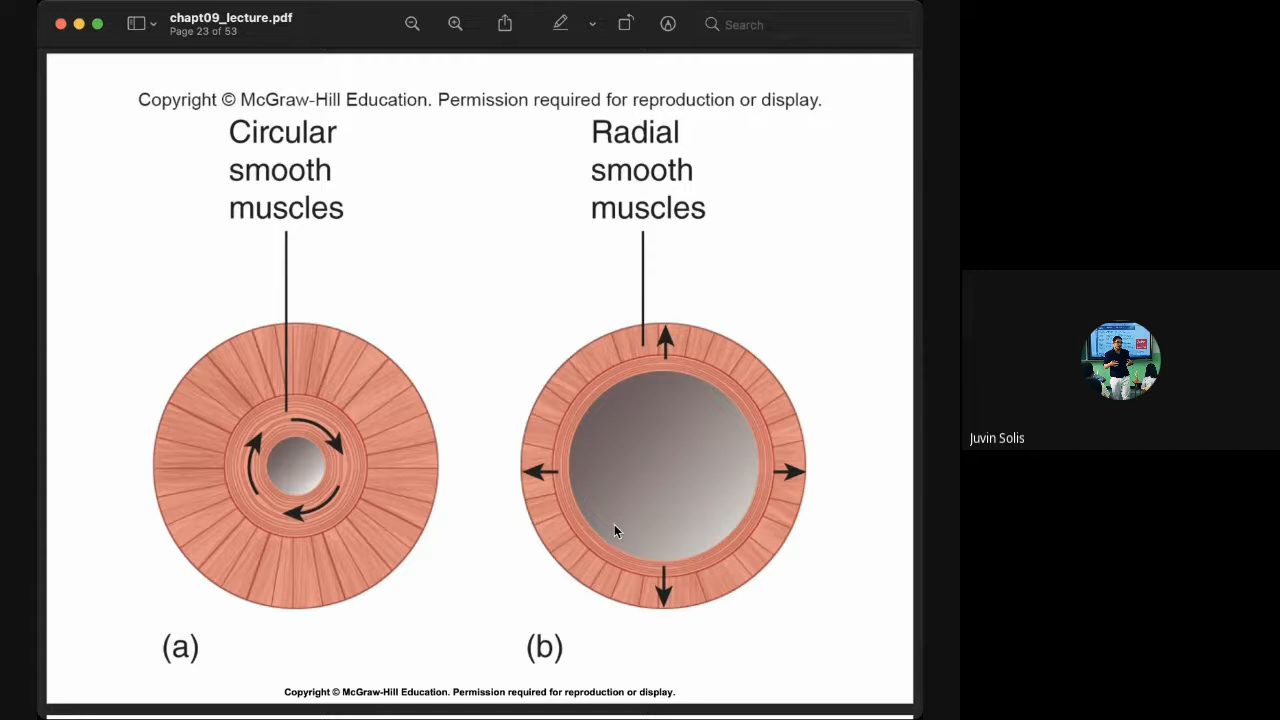 chapt09_lecture.pdf
Page 23 of 53
Search
Copyright © McGraw-Hill Education. Permission required for reproduction or display.
Circular
smooth
muscles
Radial
smooth
muscles
(a)
(b)
Copyright © McGraw-Hill Education. Permission required for reproduction or display.
Juvin Solis